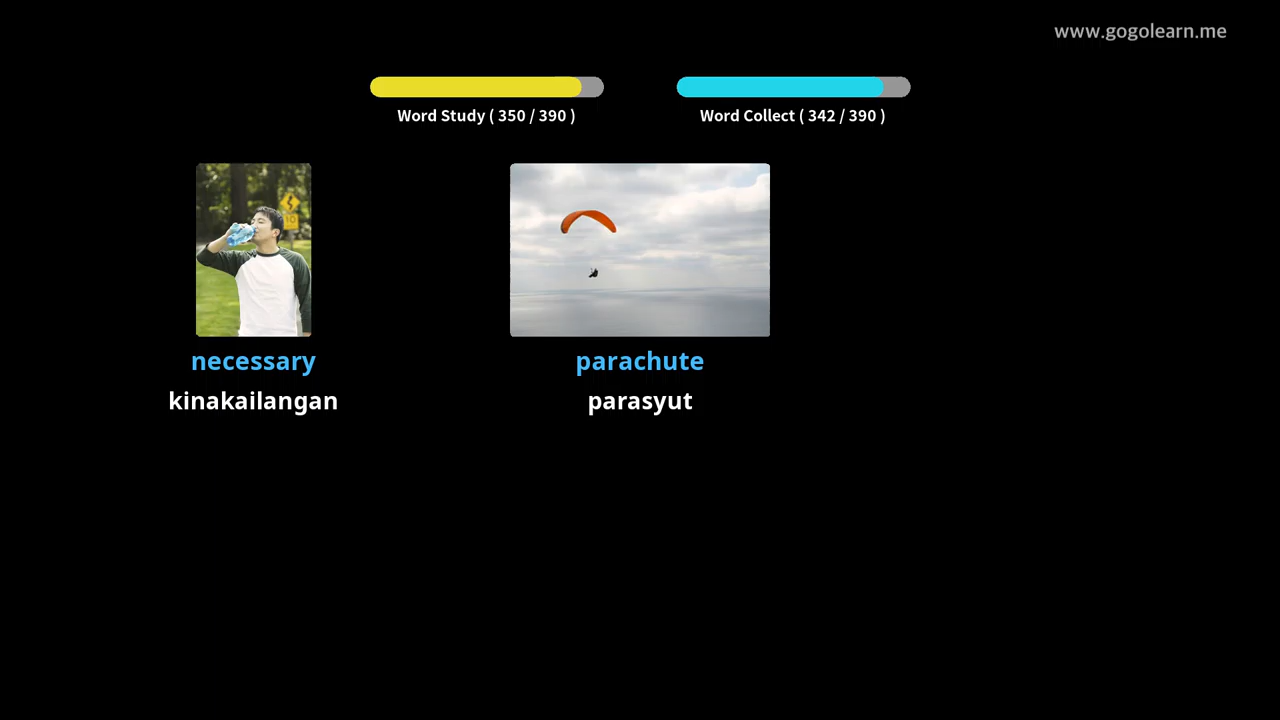 www.gogolearn.me
Word Study ( 350 / 390 )
Word Collect ( 342 / 390 )
necessary
kinakailangan
parachute
parasyut